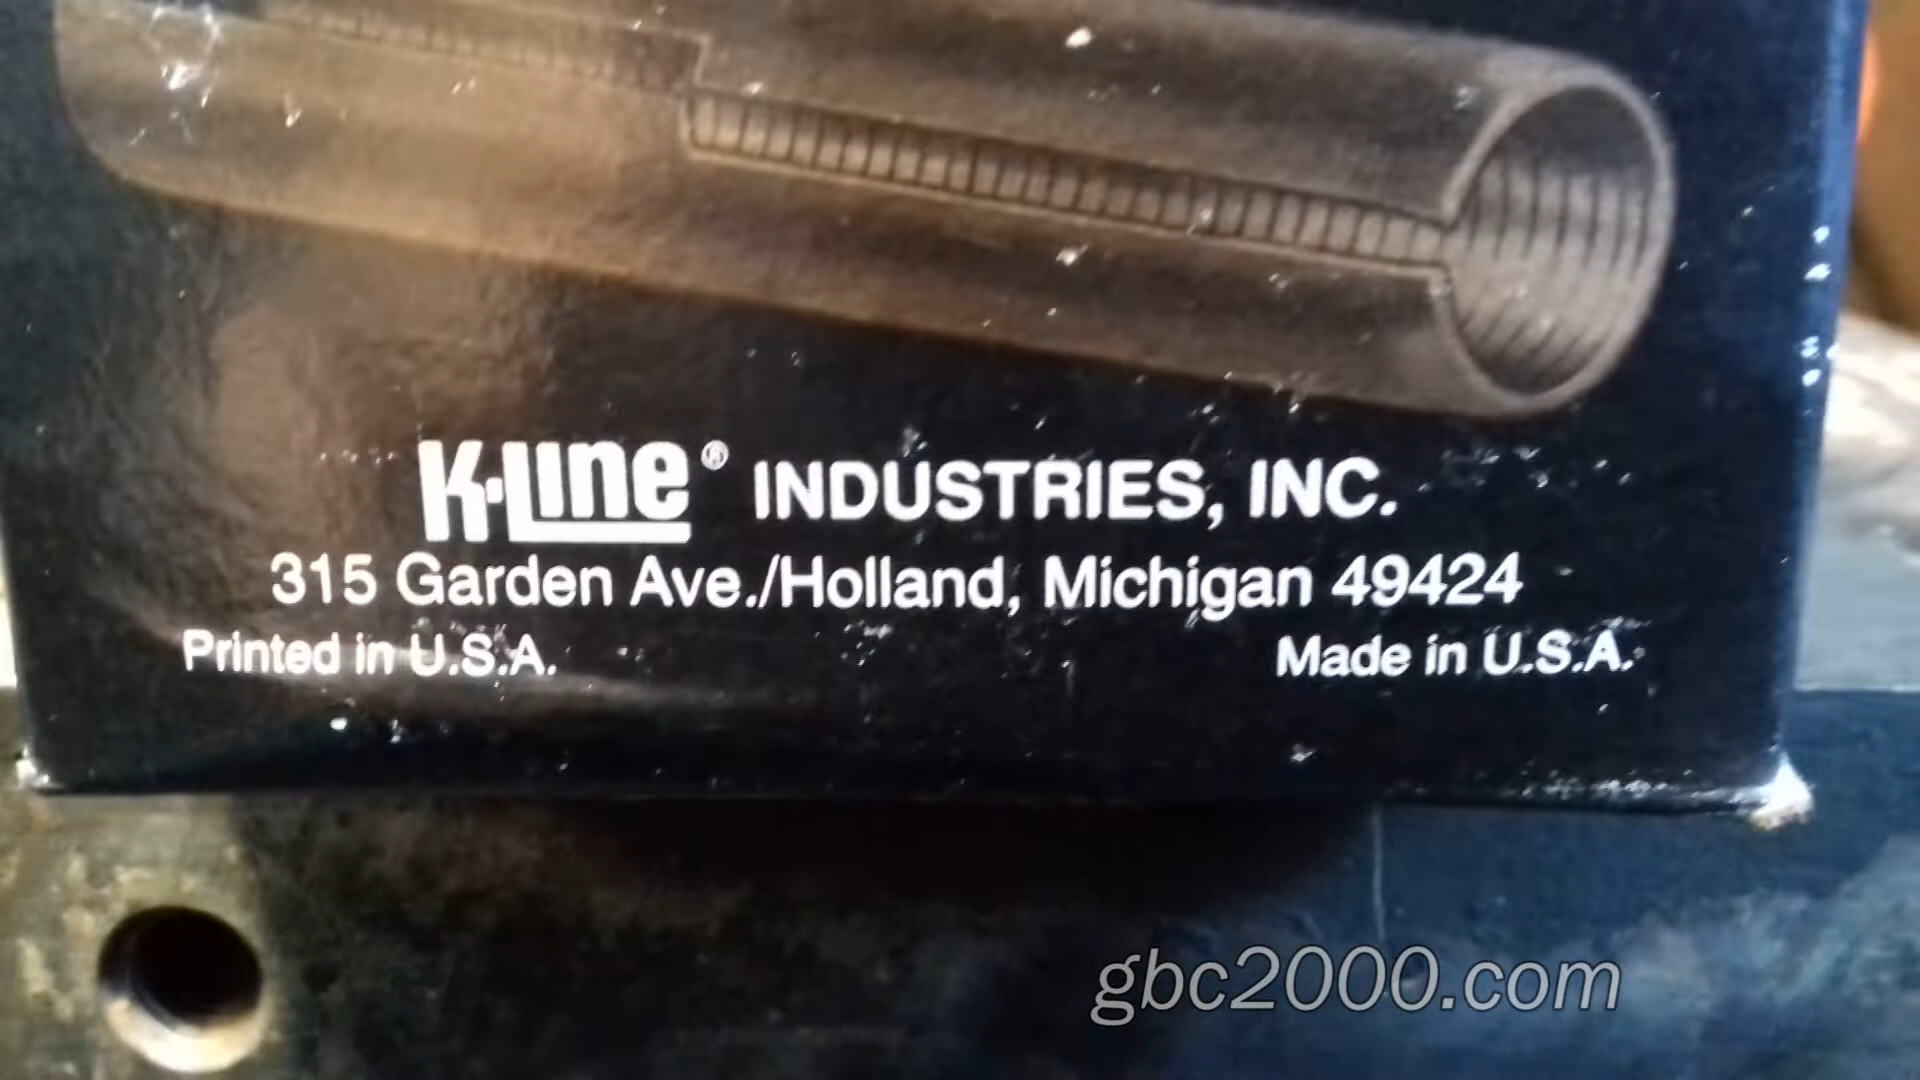 K-Line® INDUSTRIES, INC.
315 Garden Ave./Holland, Michigan 49424
Printed in U.S.A. Made in U.S.A.
gbc2000.com